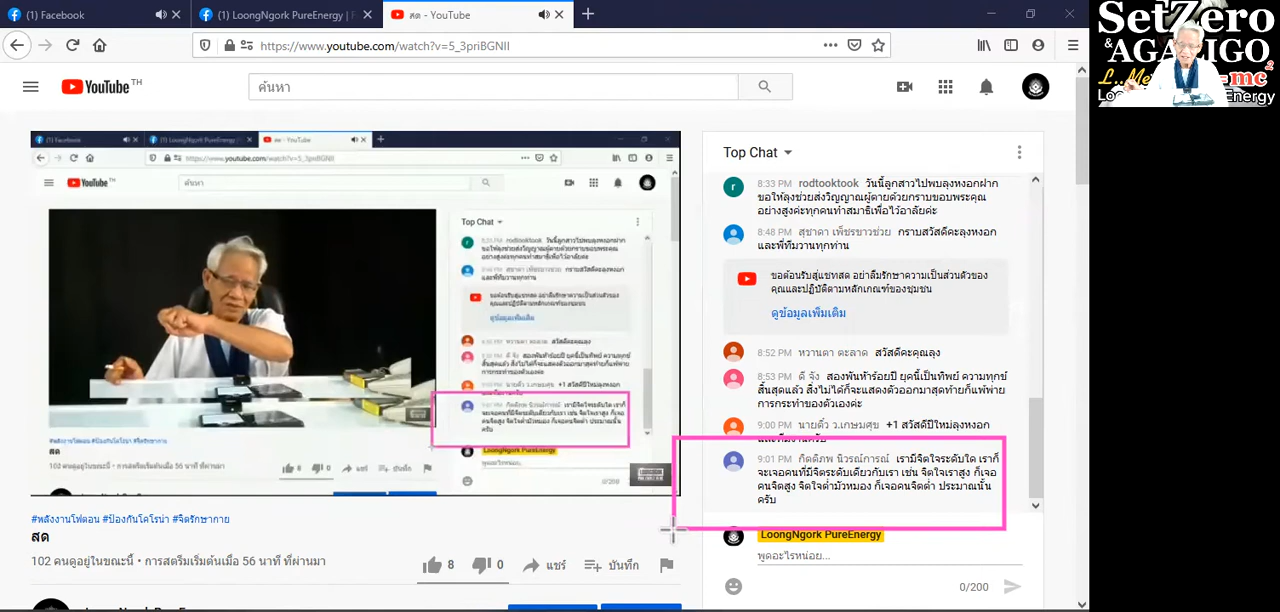 (1) Facebook
(1) LoongNgork PureEnergy | F
สด - YouTube
https://www.youtube.com/watch?v=5_3priBGNII
SetZero
& AGALIGO
=mc2
Energy
YouTube TH
ค้นหา
Top Chat
8:33 PM rodtooktook วันนี้ลูกสาวไปพบลุงหงอกฝาก
ขอให้ลุงช่วยส่งวิญญาณผู้ตายด้วยกราบขอบพระคุณ
อย่างสูงค่ะทุกคนทำสมาธิเพื่อไว้อาลัยค่ะ
8:48 PM สุชาดา เพ็ชรขาวช่วย กราบสวัสดีคะลุงหงอก
และพี่ทีมวานทุกท่าน
ขอต้อนรับสู่แชทสด อย่าลืมรักษาความเป็นส่วนตัวของ
คุณและปฏิบัติตามหลักเกณฑ์ของชุมชน
ดูข้อมูลเพิ่มเติม
8:52 PM หวานดา ตะลาด สวัสดีคะคุณลุง
8:53 PM ดี จัง สองพันห้าร้อยปี ยุคนี้เป็นทิพย์ ความทุกข์
สิ้นสุดแล้ว สิ่งไม่ได้ก็จะแสดงตัวออกมาสุดท้ายก็แพ้พ่าย
การกระทำของตัวเองค่ะ
9:00 PM นายติ่ว ว.เกษมศุข +1 สวัสดีปีใหม่ลุงหงอก
และทีมงานครับ
9:01 PM กิตติภพ นิวรณ์การณ์ เรามีจิตใจระดับใด เราก็
จะเจอคนที่มีจิตระดับเดียวกับเรา เช่น จิตใจเราสูง ก็เจอ
คนจิตสูง จิตใจต่ำมัวหมอง ก็เจอคนจิตต่ำ ประมาณนั้น
ครับ
LoongNgork PureEnergy
พูดอะไรหน่อย...
0/200
#พลังงานโฟตอน #ป้องกันโคโรน่า #จิตรักษากาย
สด
102 คนดูอยู่ในขณะนี้ • การสตรีมเริ่มต้นเมื่อ 56 นาที ที่ผ่านมา
8
0
แชร์
บันทึก